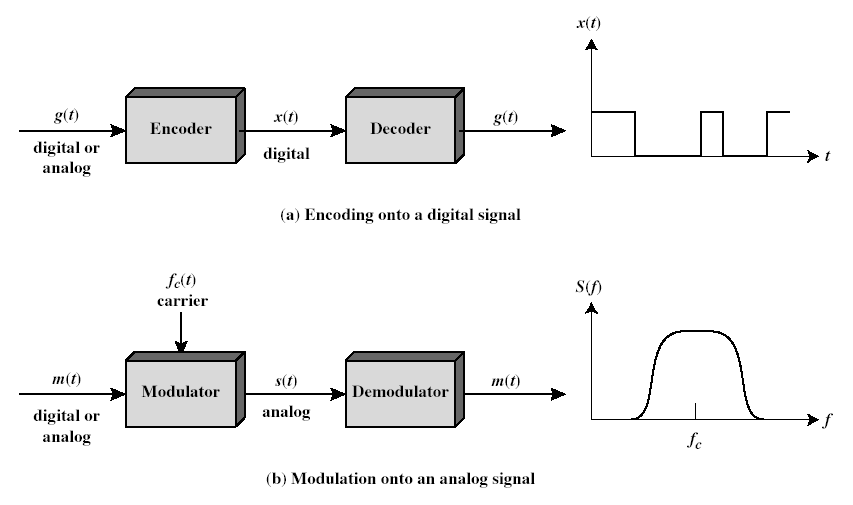 x(t)
g(t)
Encoder
x(t)
Decoder
g(t)
digital or
analog
digital
t
(a) Encoding onto a digital signal
fc(t)
carrier
S(f)
m(t)
Modulator
s(t)
Demodulator
m(t)
digital or
analog
analog
f
fc
(b) Modulation onto an analog signal